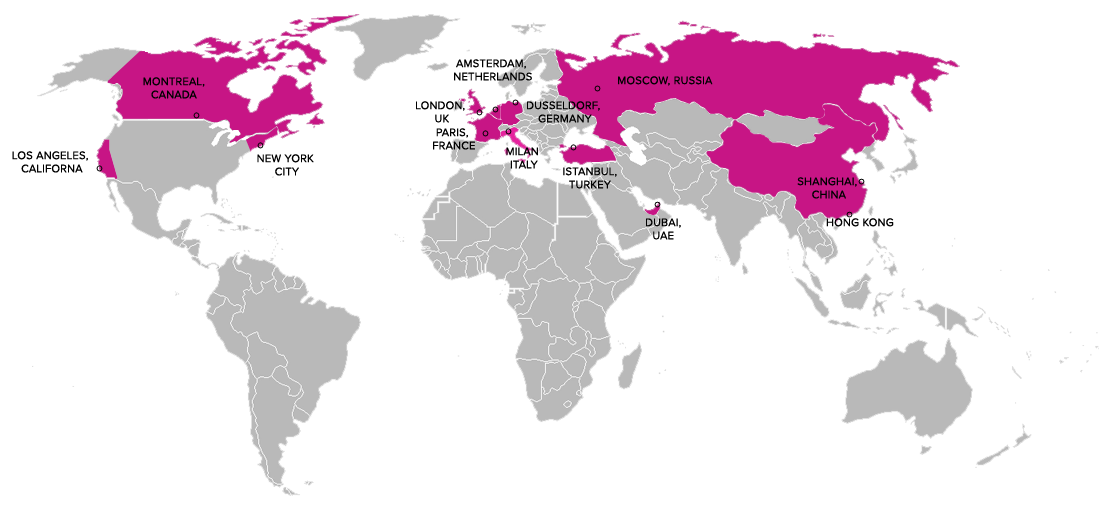 MONTREAL,
CANADA
LOS ANGELES,
CALIFORNA
NEW YORK
CITY
AMSTERDAM,
NETHERLANDS
LONDON,
UK
PARIS,
FRANCE
DUSSELDORF,
GERMANY
MILAN
ITALY
ISTANBUL,
TURKEY
MOSCOW, RUSSIA
DUBAI,
UAE
SHANGHAI,
CHINA
HONG KONG